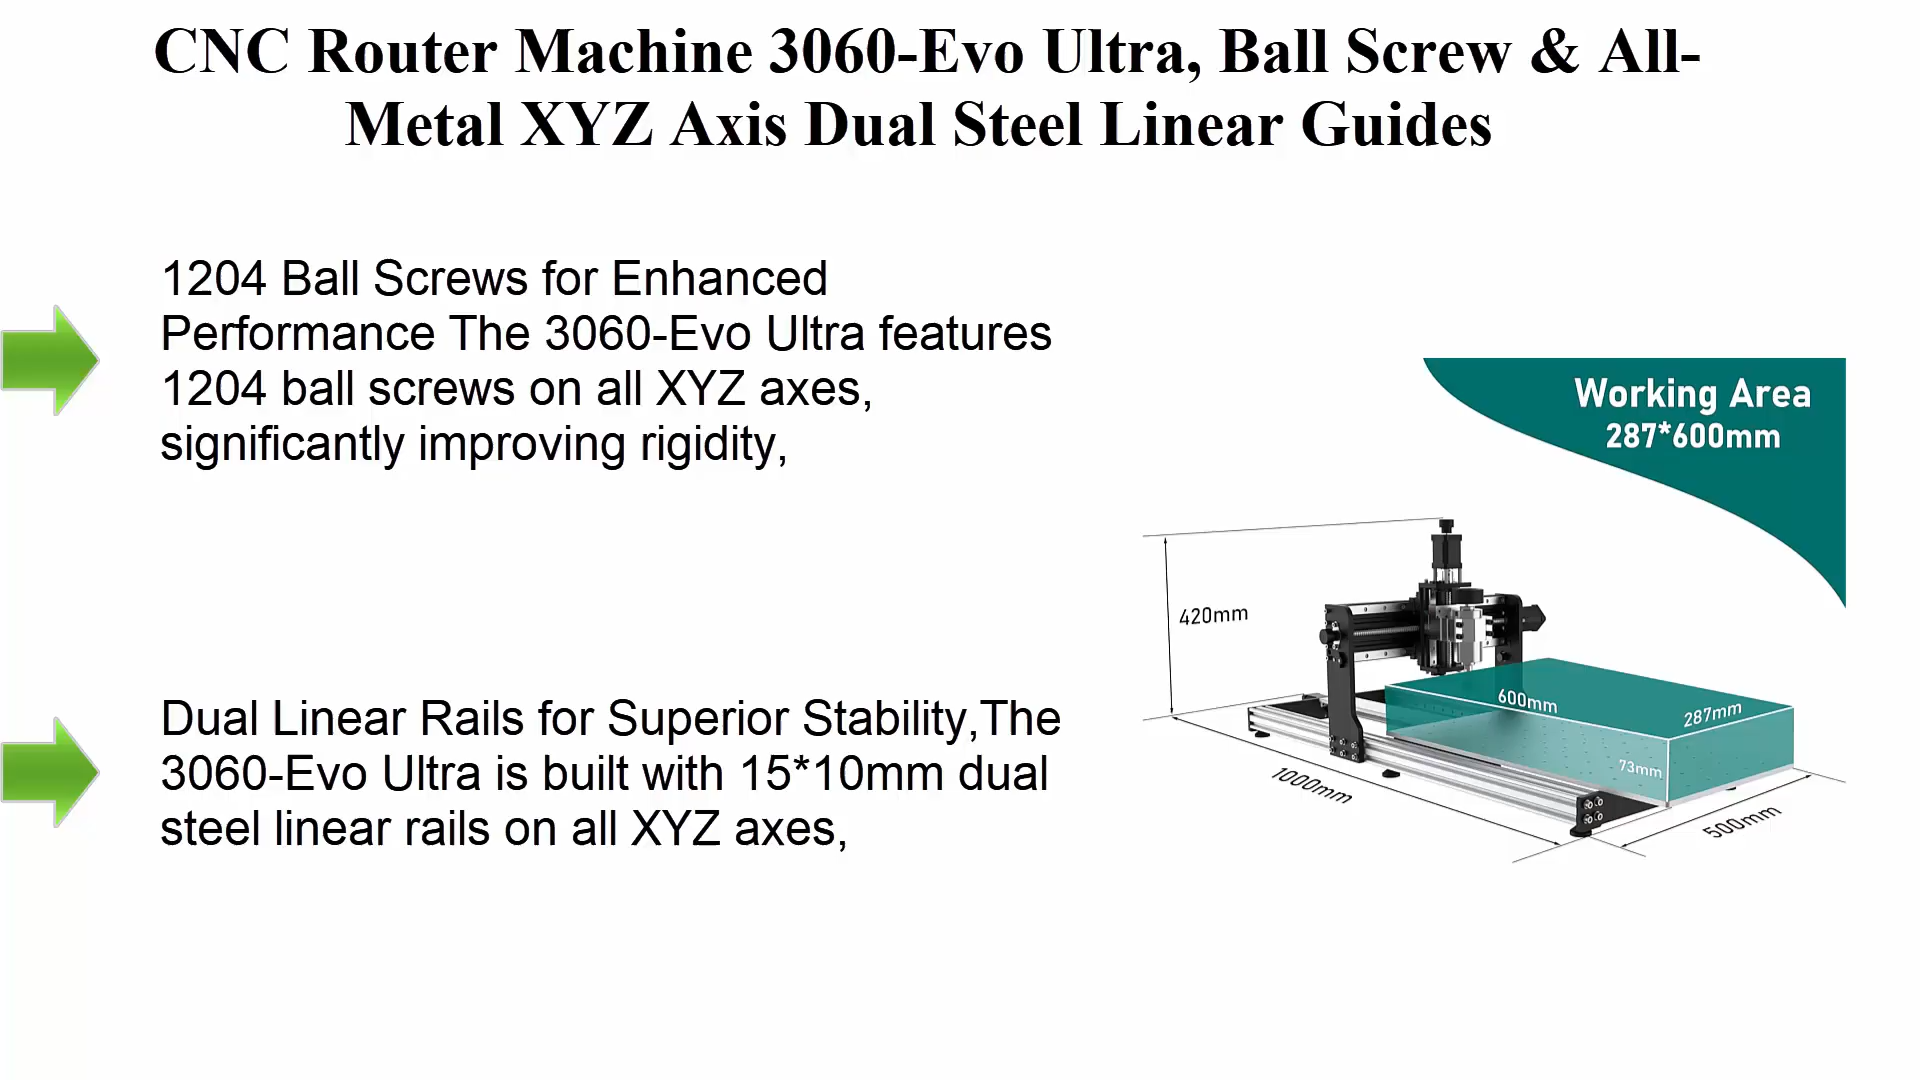 CNC Router Machine 3060-Evo Ultra, Ball Screw & All-
Metal XYZ Axis Dual Steel Linear Guides
1204 Ball Screws for Enhanced
Performance The 3060-Evo Ultra features
1204 ball screws on all XYZ axes,
significantly improving rigidity,
Dual Linear Rails for Superior Stability,The
3060-Evo Ultra is built with 15*10mm dual
steel linear rails on all XYZ axes,
Working Area
287*600mm
420mm
600mm
287mm
73mm
1000mm
500mm